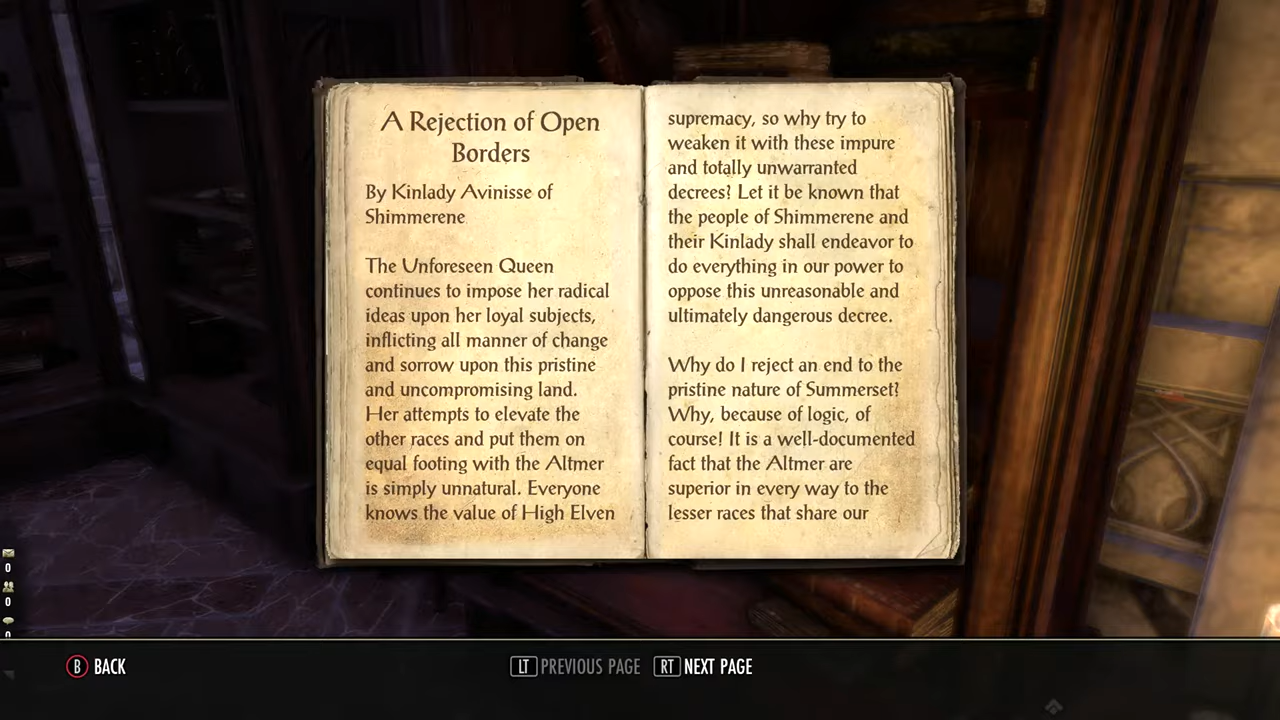 A Rejection of Open
Borders
By Kinlady Avinisse of
Shimmerene
The Unforeseen Queen
continues to impose her radical
ideas upon her loyal subjects,
inflicting all manner of change
and sorrow upon this pristine
and uncompromising land.
Her attempts to elevate the
other races and put them on
equal footing with the Altmer
is simply unnatural. Everyone
knows the value of High Elven
supremacy, so why try to
weaken it with these impure
and totally unwarranted
decrees? Let it be known that
the people of Shimmerene and
their Kinlady shall endeavor to
do everything in our power to
oppose this unreasonable and
ultimately dangerous decree.
Why do I reject an end to the
pristine nature of Summerset?
Why, because of logic, of
course! It is a well-documented
fact that the Altmer are
superior in every way to the
lesser races that share our
0
0
0
B BACK
LT PREVIOUS PAGE RT NEXT PAGE